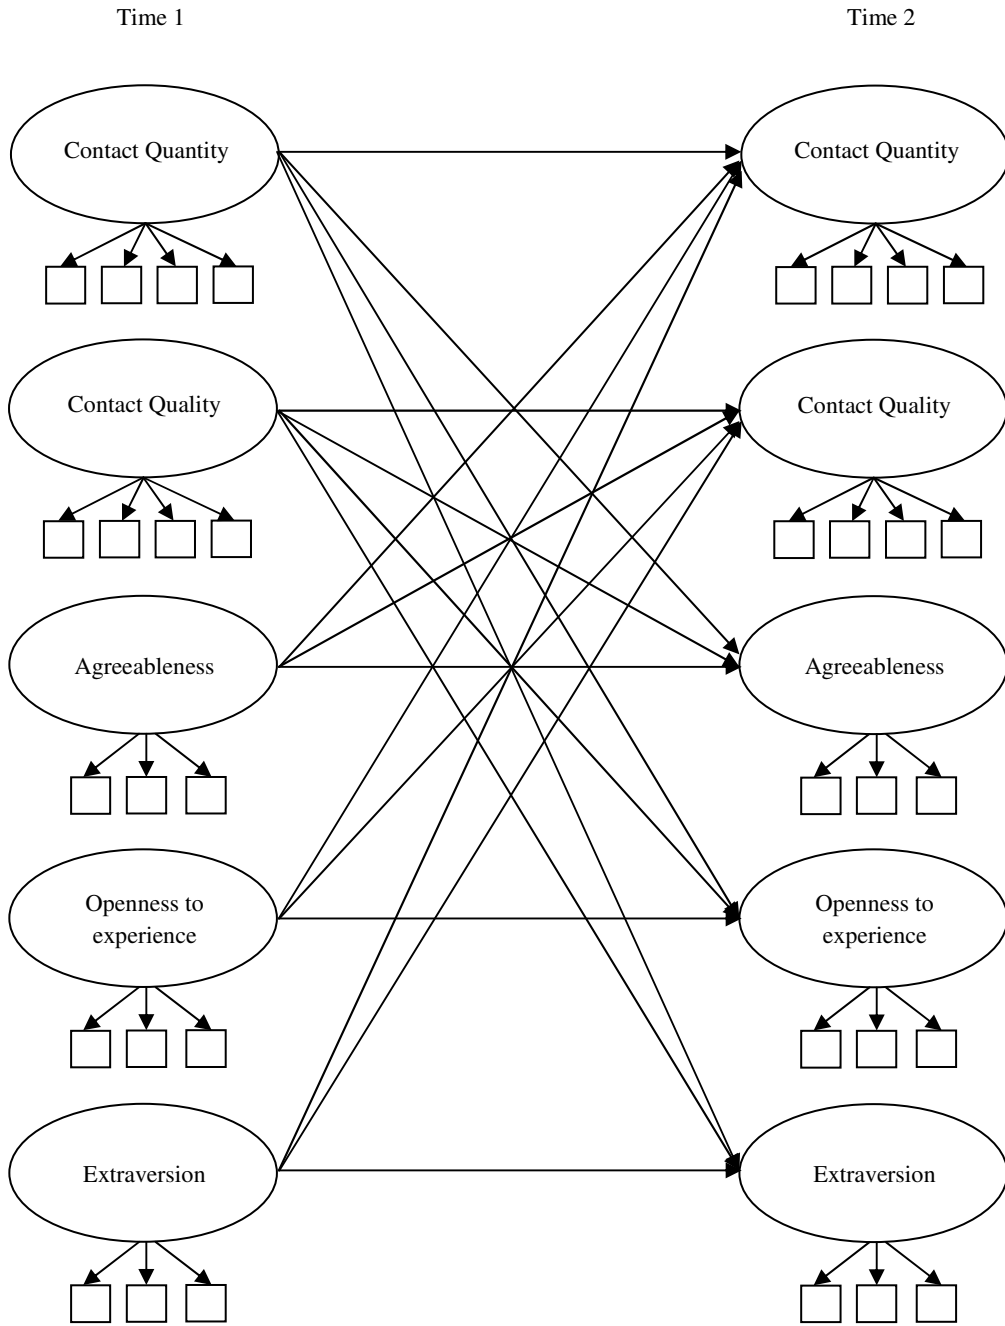 Time 1
Time 2
Contact Quantity
Contact Quantity
Contact Quality
Contact Quality
Agreeableness
Agreeableness
Openness to
experience
Openness to
experience
Extraversion
Extraversion